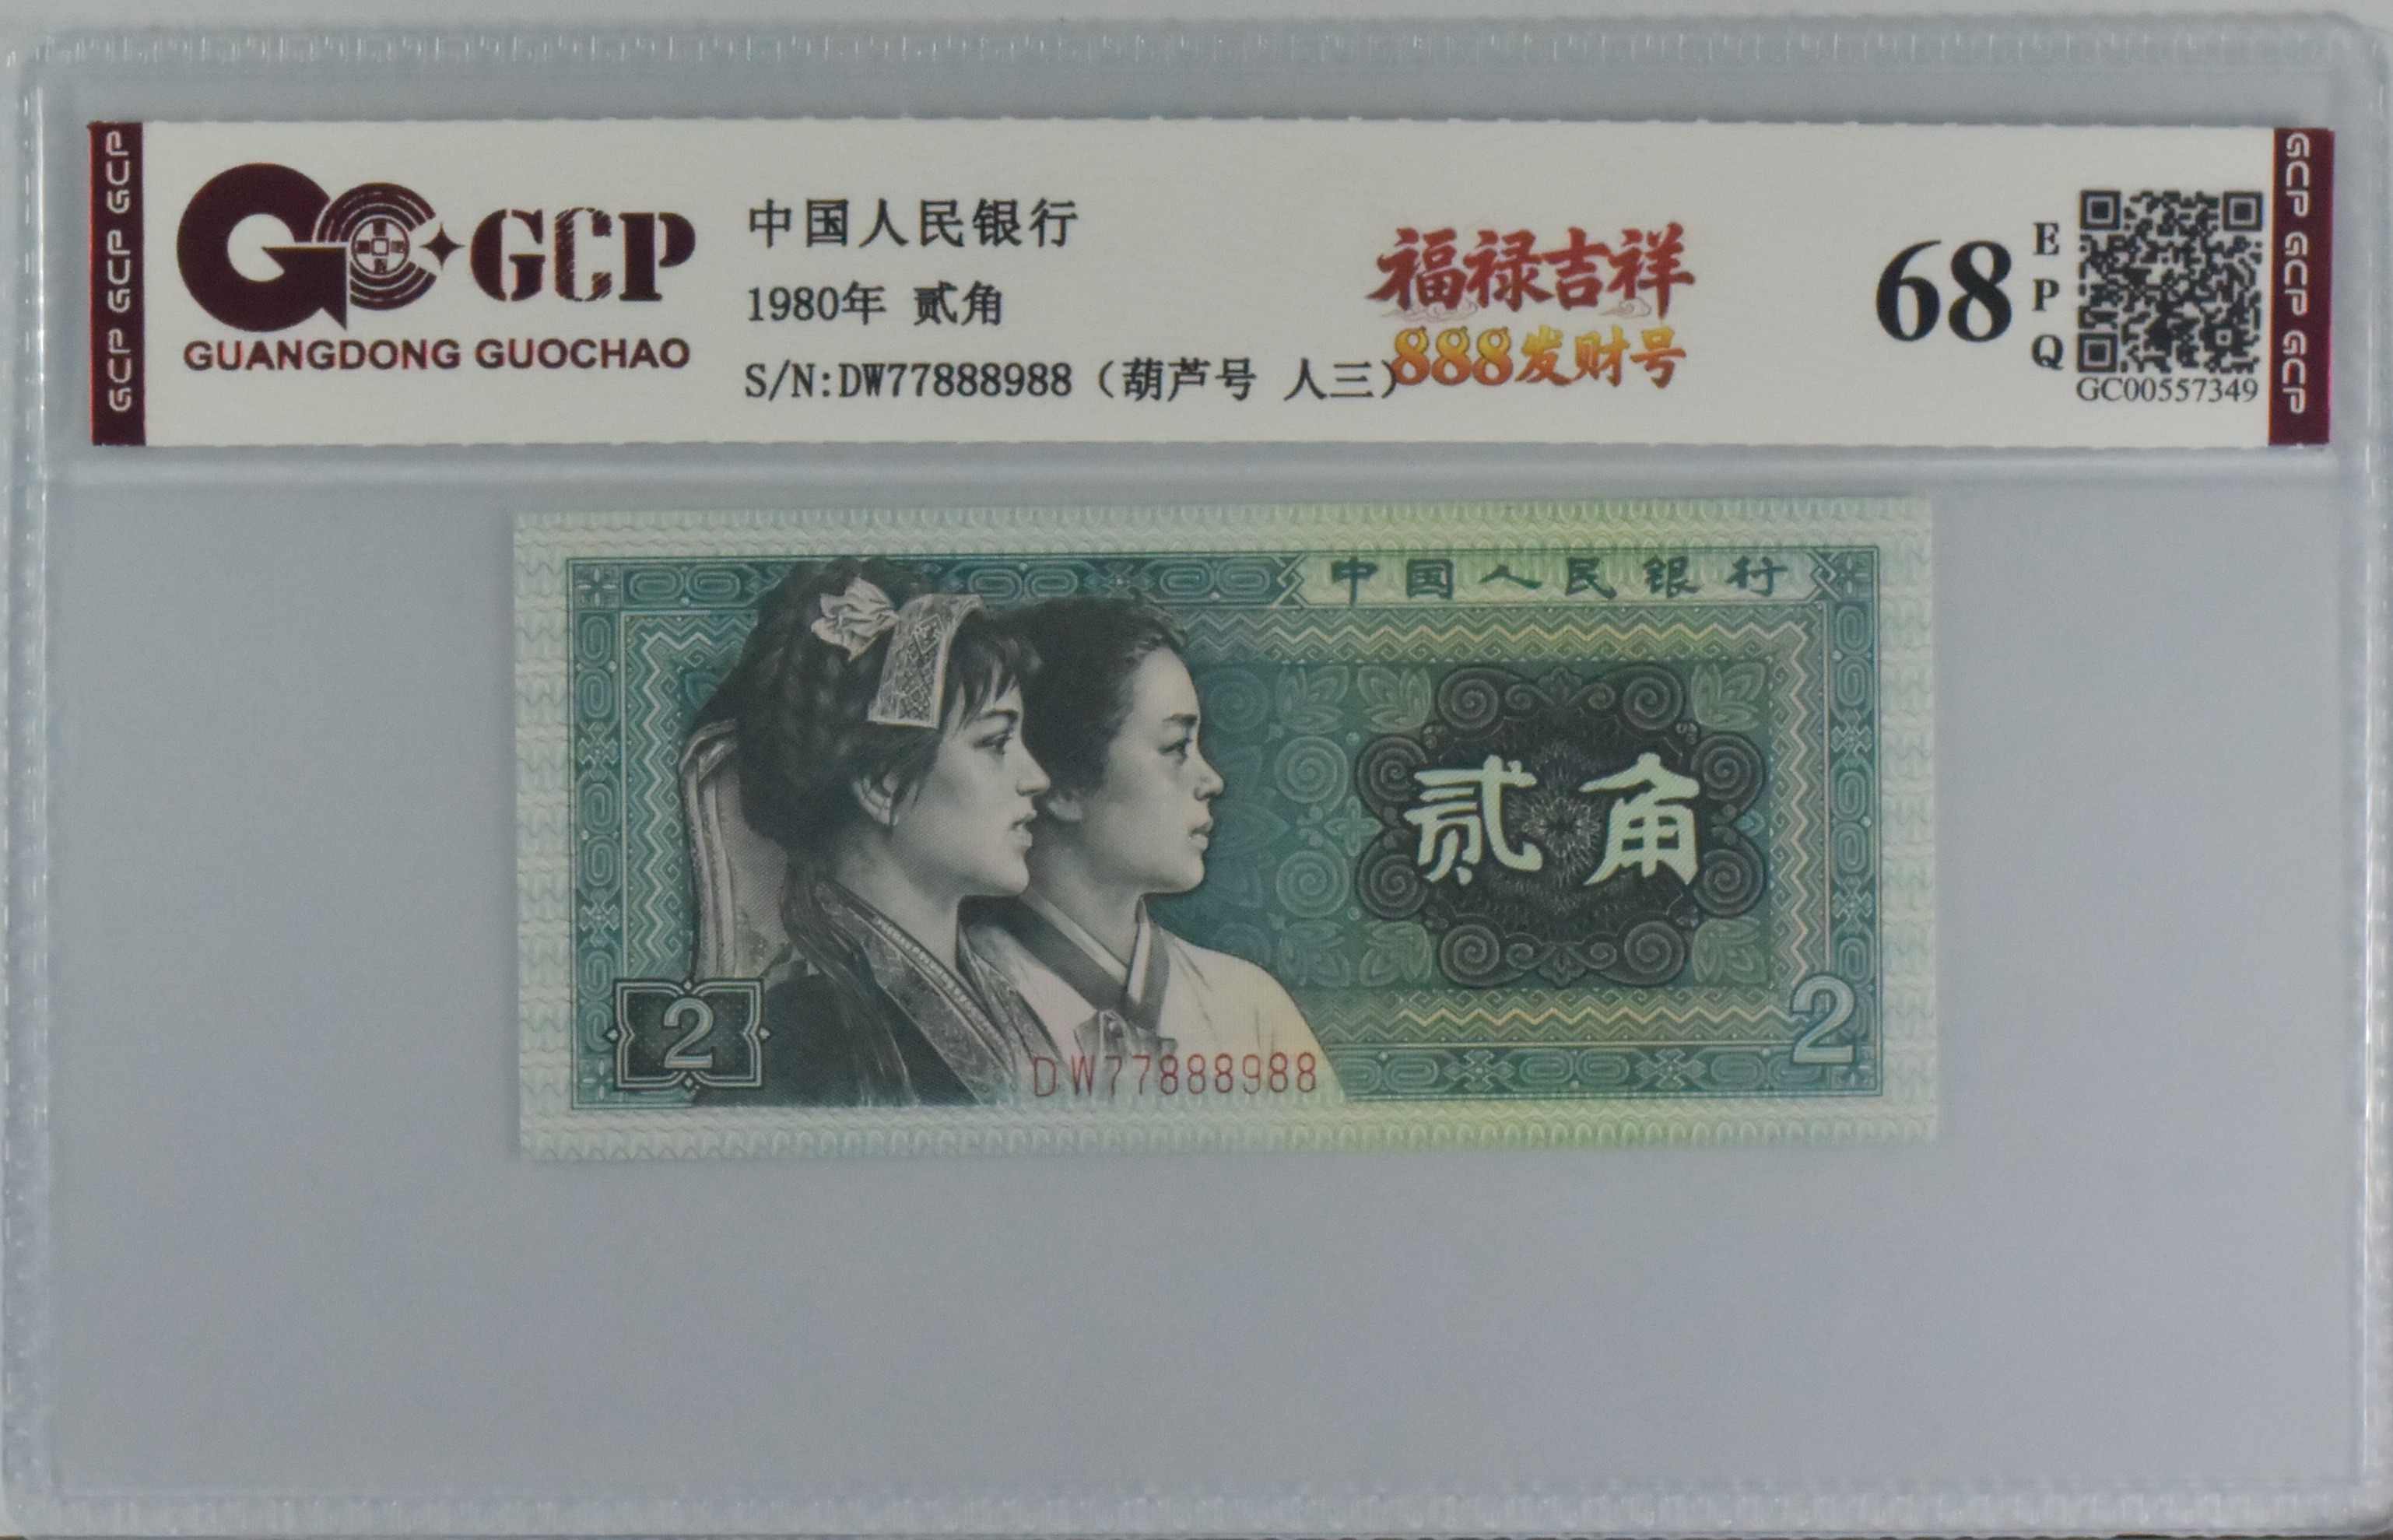 GCP GCP GCP
GCP
GUANGDONG GUOCHAO
中国人民银行
1980年 贰角
S/N:DW77888988（葫芦号 人三）
福禄吉祥
888发财号
68
E
P
Q
GC00557349
GCP GCP GCP
中国人民银行
贰角
2
2
DW77888988